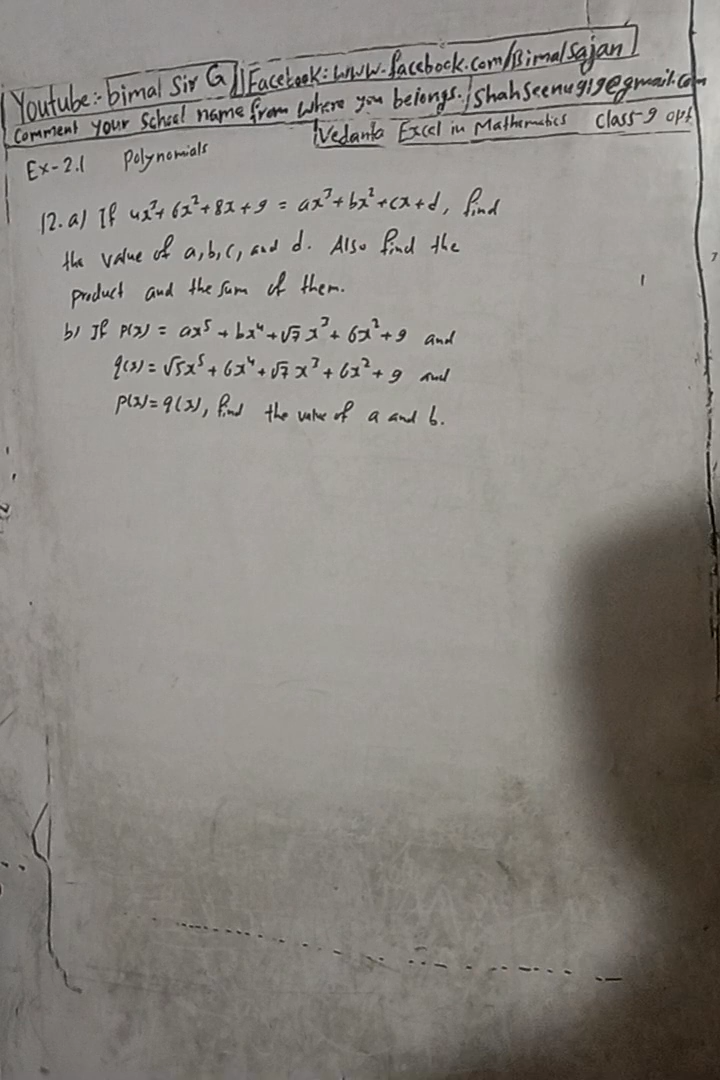 Youtube:- bimal Sir G || Facebook: www.facebook.com/Bimalsajan
Comment your School name from where you belongs. / shahseenu919@gmail.com
Vedanta Excel in Mathematics Class-9 opt
Ex-2.1 Polynomials
12. a) If 4x³+6x²+8x+9 = ax³+bx²+cx+d, find
the value of a,b,c, and d. Also find the
product and the sum of them.
b) If p(x) = ax⁵ + bx⁴ + √7 x³ + 6x² + 9 and
q(x) = √5x⁵ + 6x⁴ + √7 x³ + 6x² + 9 and
p(x) = q(x), find the value of a and b.